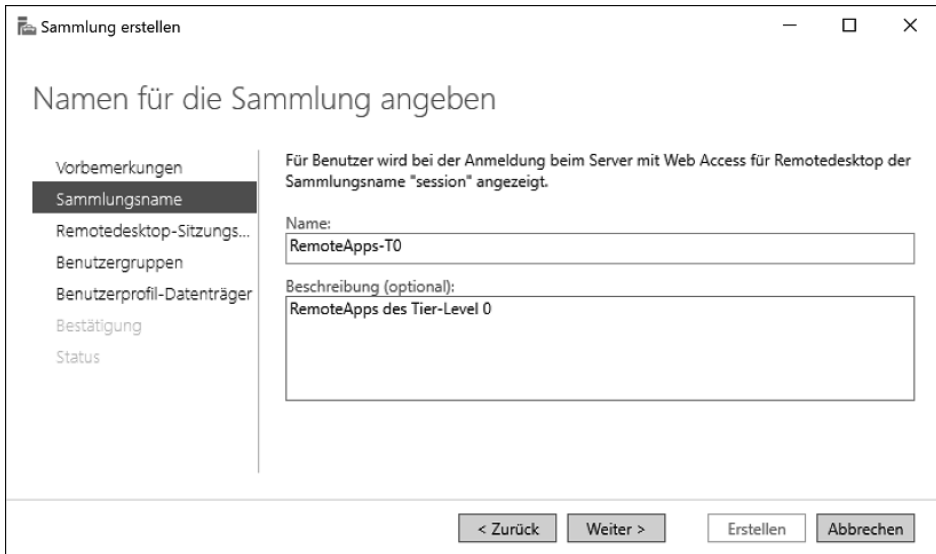 Sammlung erstellen
Namen für die Sammlung angeben
Vorbemerkungen
Sammlungsname
Remotedesktop-Sitzungs...
Benutzergruppen
Benutzerprofil-Datenträger
Bestätigung
Status
Für Benutzer wird bei der Anmeldung beim Server mit Web Access für Remotedesktop der
Sammlungsname "session" angezeigt.
Name:
RemoteApps-T0
Beschreibung (optional):
RemoteApps des Tier-Level 0
< Zurück
Weiter >
Erstellen
Abbrechen